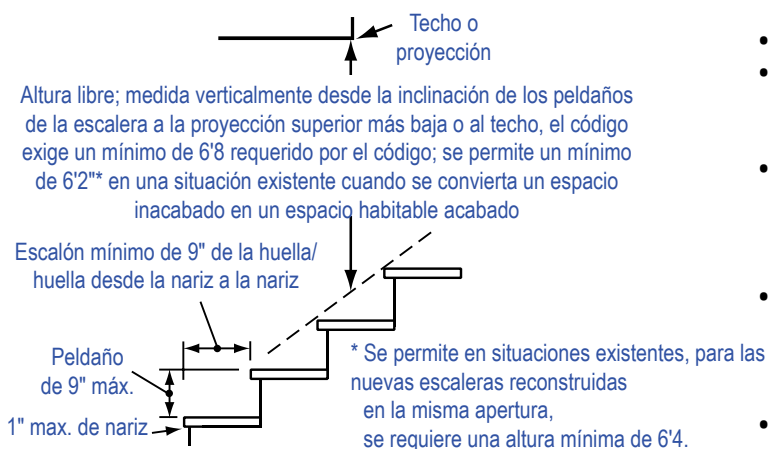 Techo o
proyección
Altura libre; medida verticalmente desde la inclinación de los peldaños
de la escalera a la proyección superior más baja o al techo, el código
exige un mínimo de 6'8 requerido por el código; se permite un mínimo
de 6'2"* en una situación existente cuando se convierta un espacio
inacabado en un espacio habitable acabado
Escalón mínimo de 9" de la huella/
huella desde la nariz a la nariz
Peldaño
de 9" máx.
1" max. de nariz
* Se permite en situaciones existentes, para las
nuevas escaleras reconstruidas
en la misma apertura,
se requiere una altura mínima de 6'4.